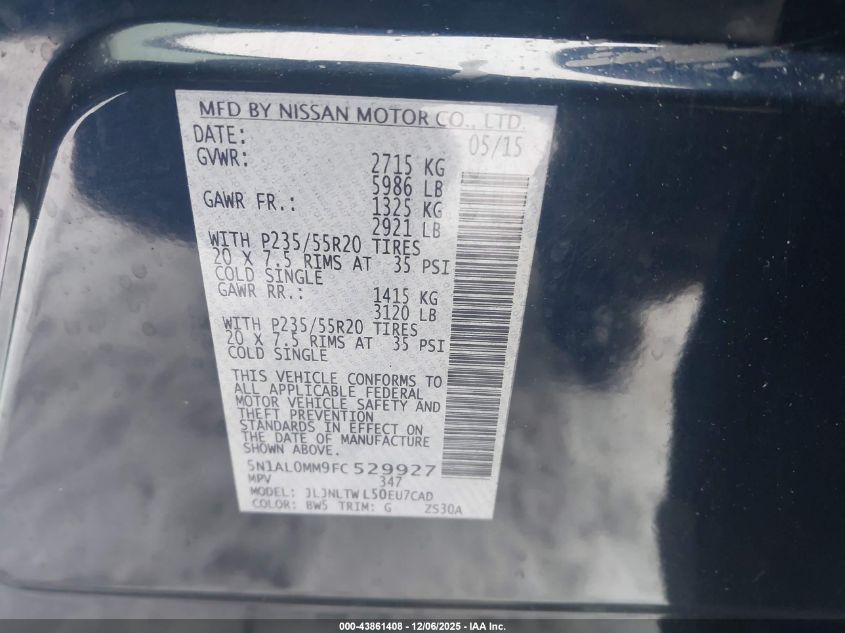 MFD BY NISSAN MOTOR CO., LTD.
DATE: 05/15
GVWR: 2715 KG
5986 LB
GAWR FR.: 1325 KG
2921 LB
WITH P235/55R20 TIRES
20 X 7.5 RIMS AT 35 PSI
COLD SINGLE
GAWR RR.: 1415 KG
3120 LB
WITH P235/55R20 TIRES
20 X 7.5 RIMS AT 35 PSI
COLD SINGLE
THIS VEHICLE CONFORMS TO
ALL APPLICABLE FEDERAL
MOTOR VEHICLE SAFETY AND
THEFT PREVENTION
STANDARDS IN EFFECT ON
THE DATE OF MANUFACTURE
SHOWN ABOVE.
5N1AL0MM9FC 529927
MPV 347
MODEL: JLJNLTW L50EU7CAD
COLOR: BW5 TRIM: G ZS30A
000-43861408 - 12/06/2025 - IAA Inc.